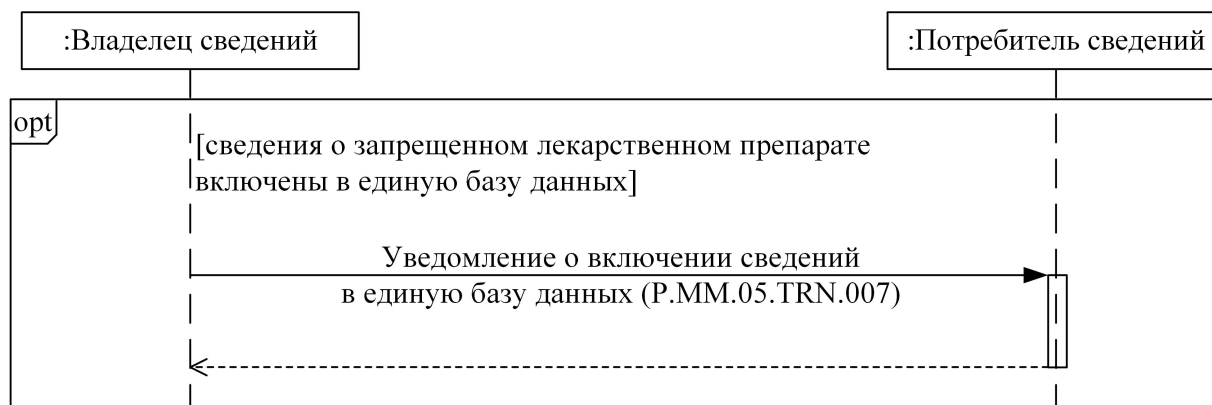 :Владелец сведений
:Потребитель сведений
opt
[сведения о запрещенном лекарственном препарате
включены в единую базу данных]
Уведомление о включении сведений
в единую базу данных (P.MM.05.TRN.007)